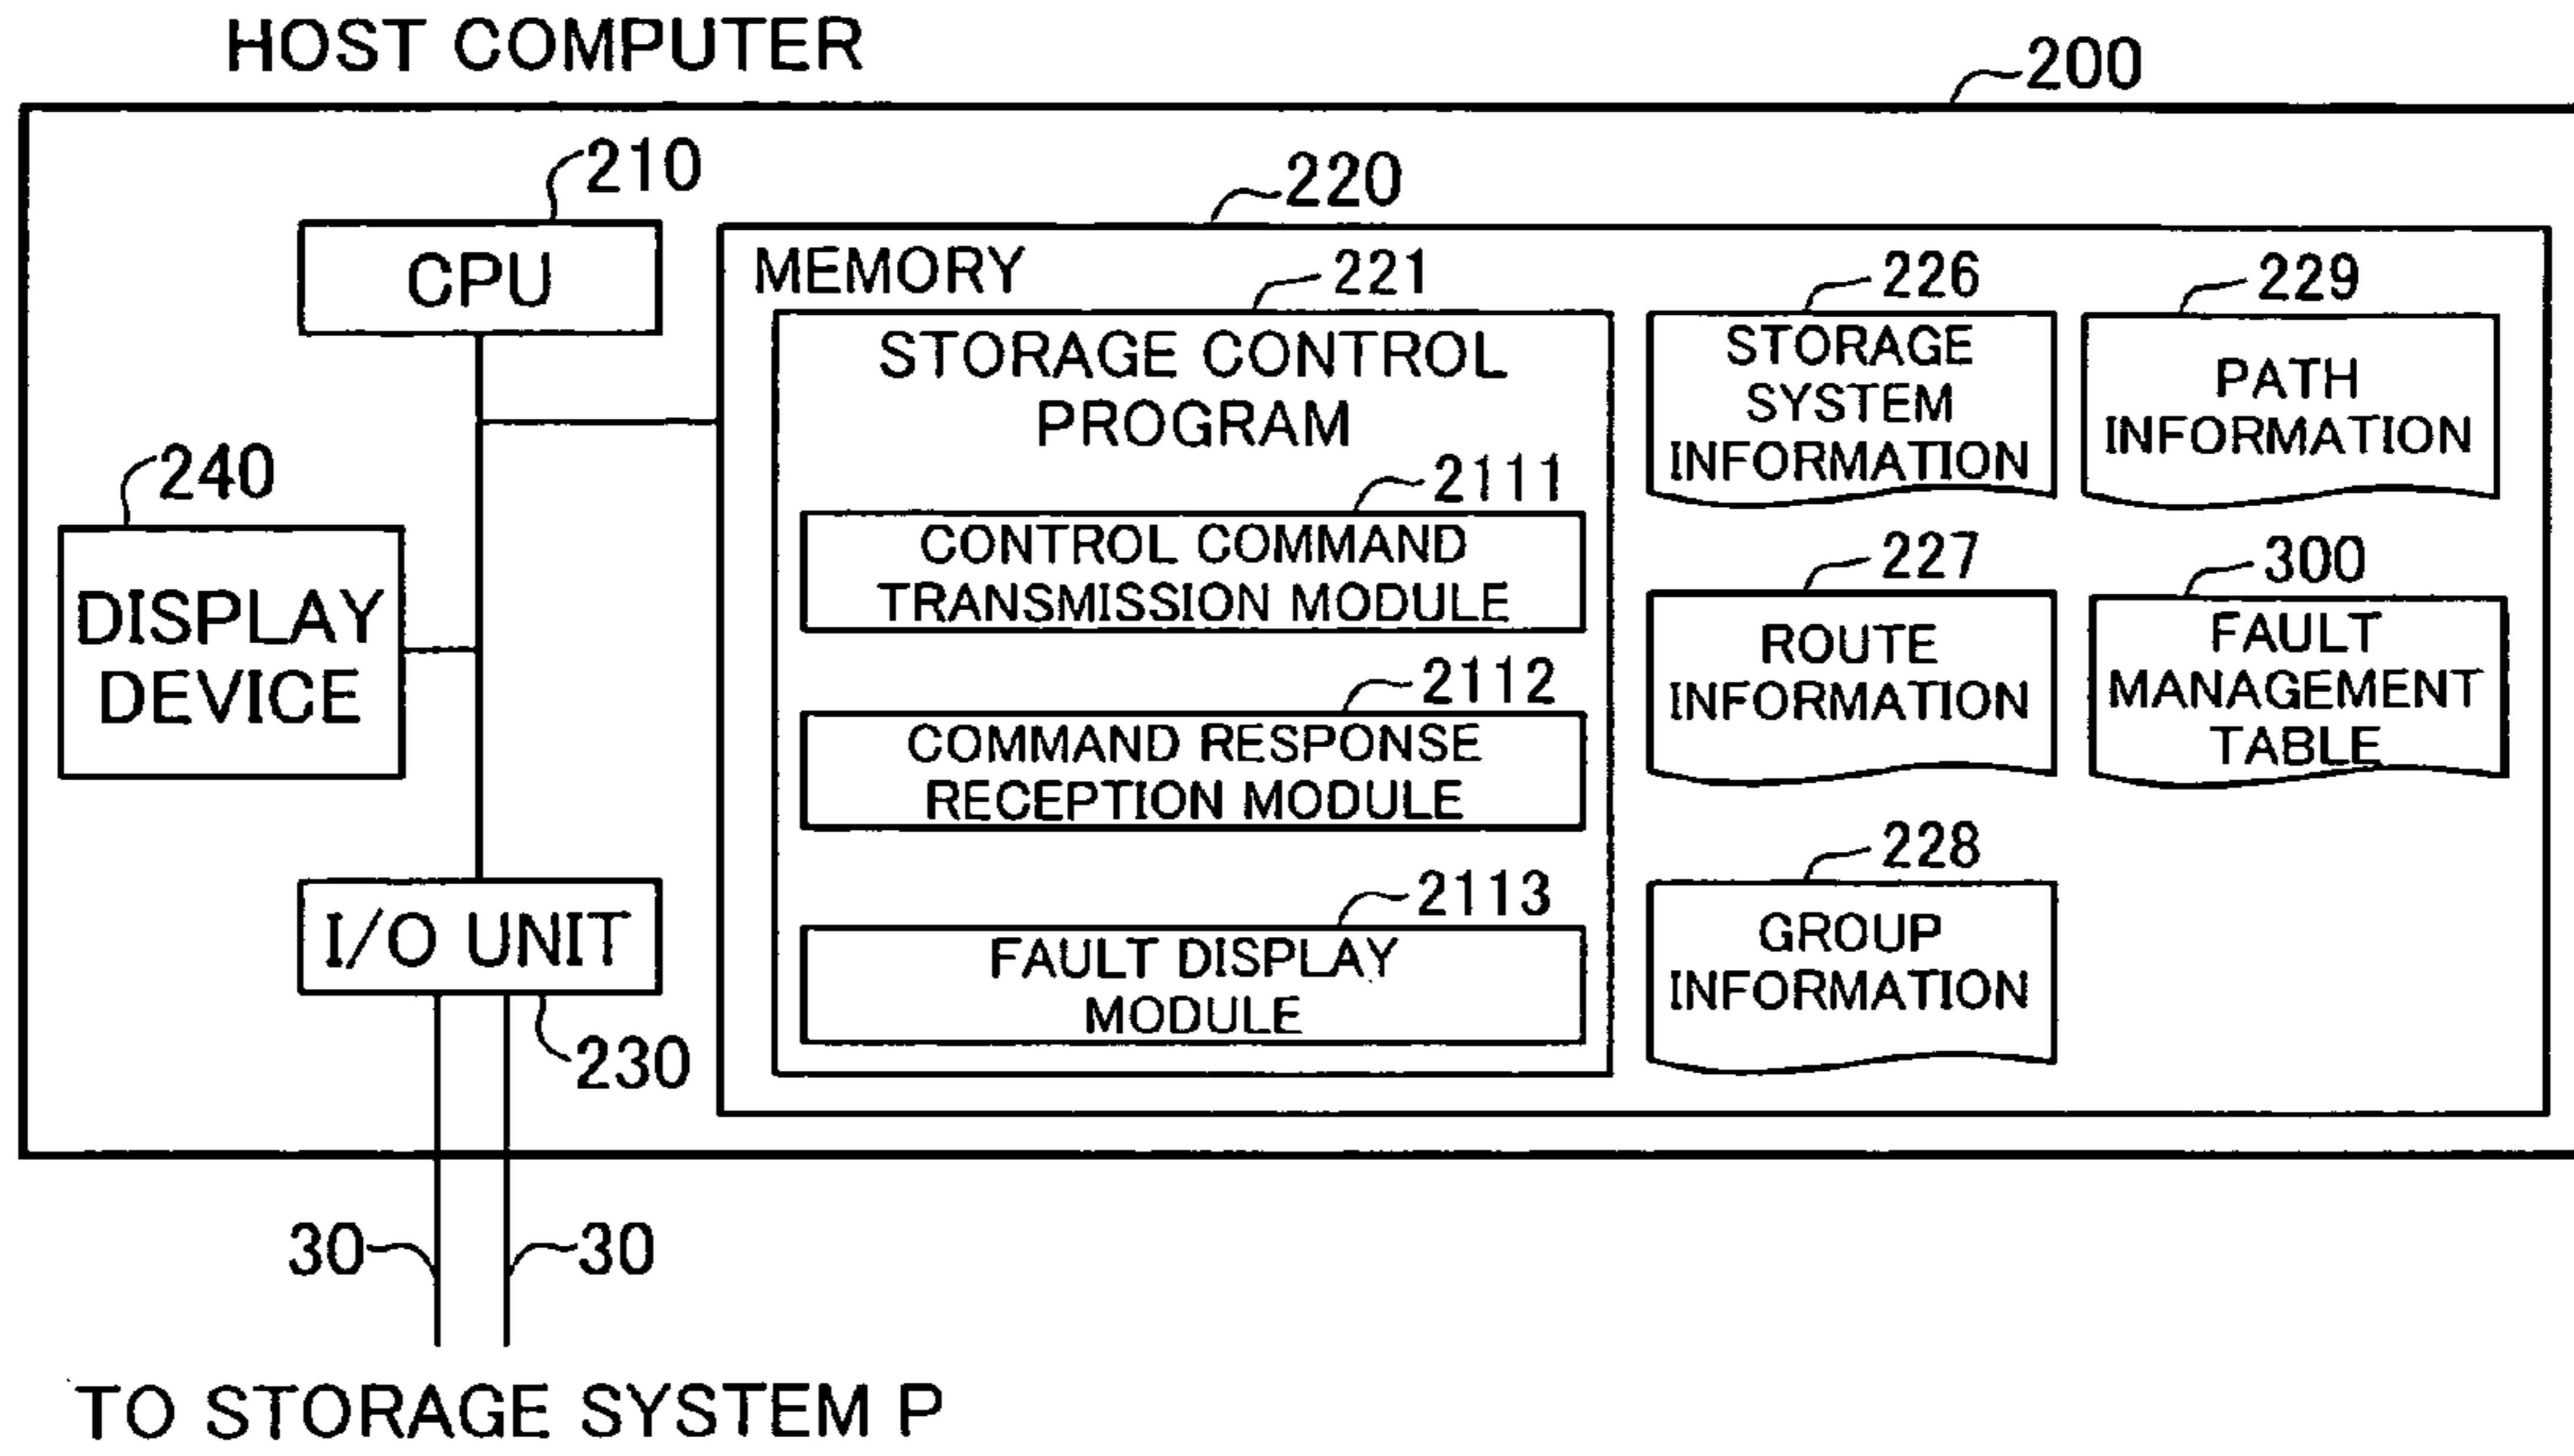 HOST COMPUTER
200
210
220
CPU
MEMORY
221
STORAGE CONTROL
PROGRAM
2111
CONTROL COMMAND
TRANSMISSION MODULE
2112
COMMAND RESPONSE
RECEPTION MODULE
2113
FAULT DISPLAY
MODULE
226
STORAGE
SYSTEM
INFORMATION
229
PATH
INFORMATION
227
ROUTE
INFORMATION
300
FAULT
MANAGEMENT
TABLE
228
GROUP
INFORMATION
240
DISPLAY
DEVICE
I/O UNIT
230
30
30
TO STORAGE SYSTEM P